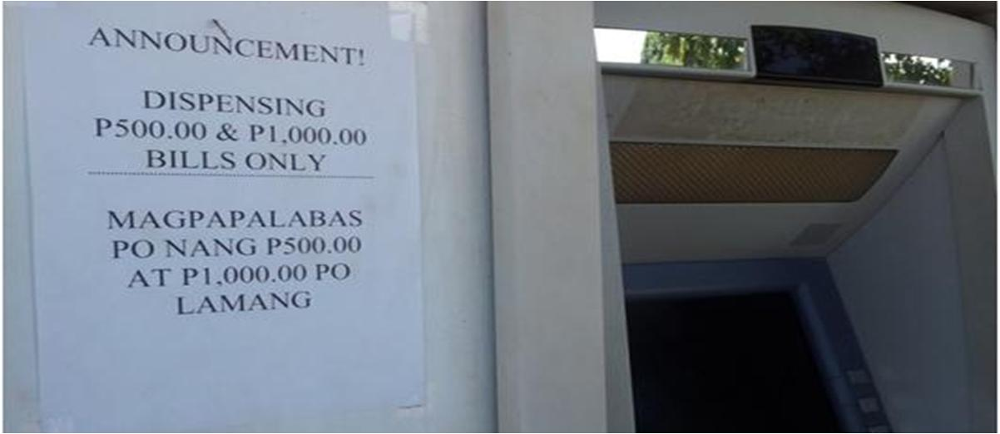 ANNOUNCEMENT!
DISPENSING
P500.00 & P1,000.00
BILLS ONLY
MAGPAPALABAS
PO NANG P500.00
AT P1,000.00 PO
LAMANG